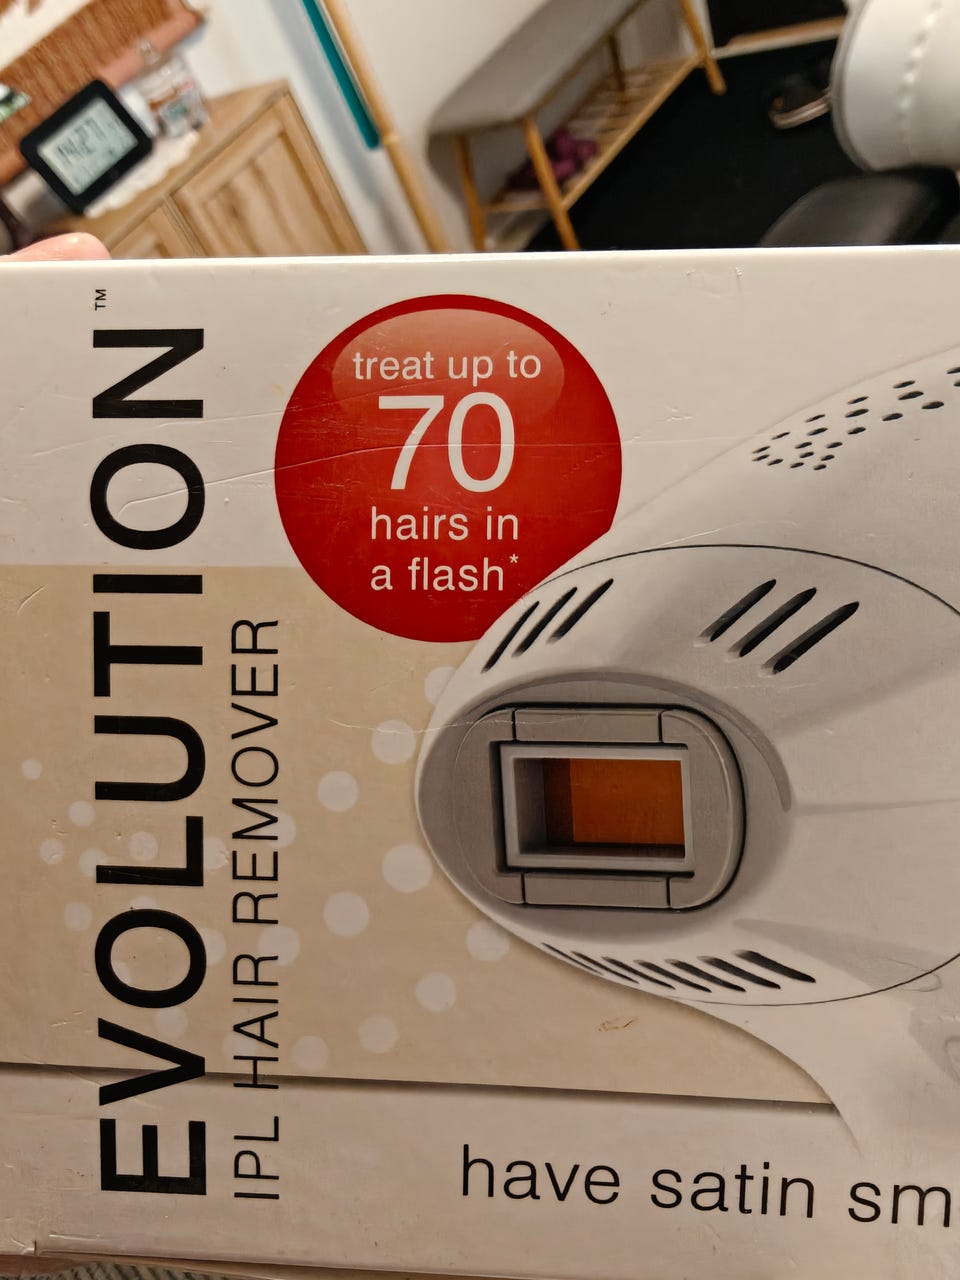 EVOLUTION™
IPL HAIR REMOVER
treat up to
70
hairs in
a flash*
have satin sm